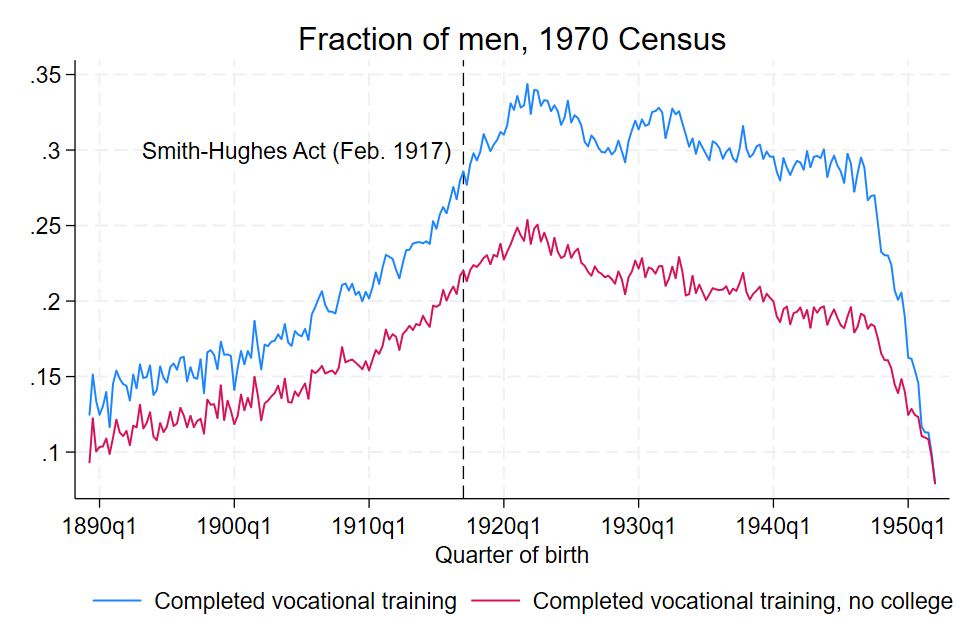 Fraction of men, 1970 Census
.35
.3
.25
.2
.15
.1
Smith-Hughes Act (Feb. 1917)
1890q1 1900q1 1910q1 1920q1 1930q1 1940q1 1950q1
Quarter of birth
Completed vocational training Completed vocational training, no college